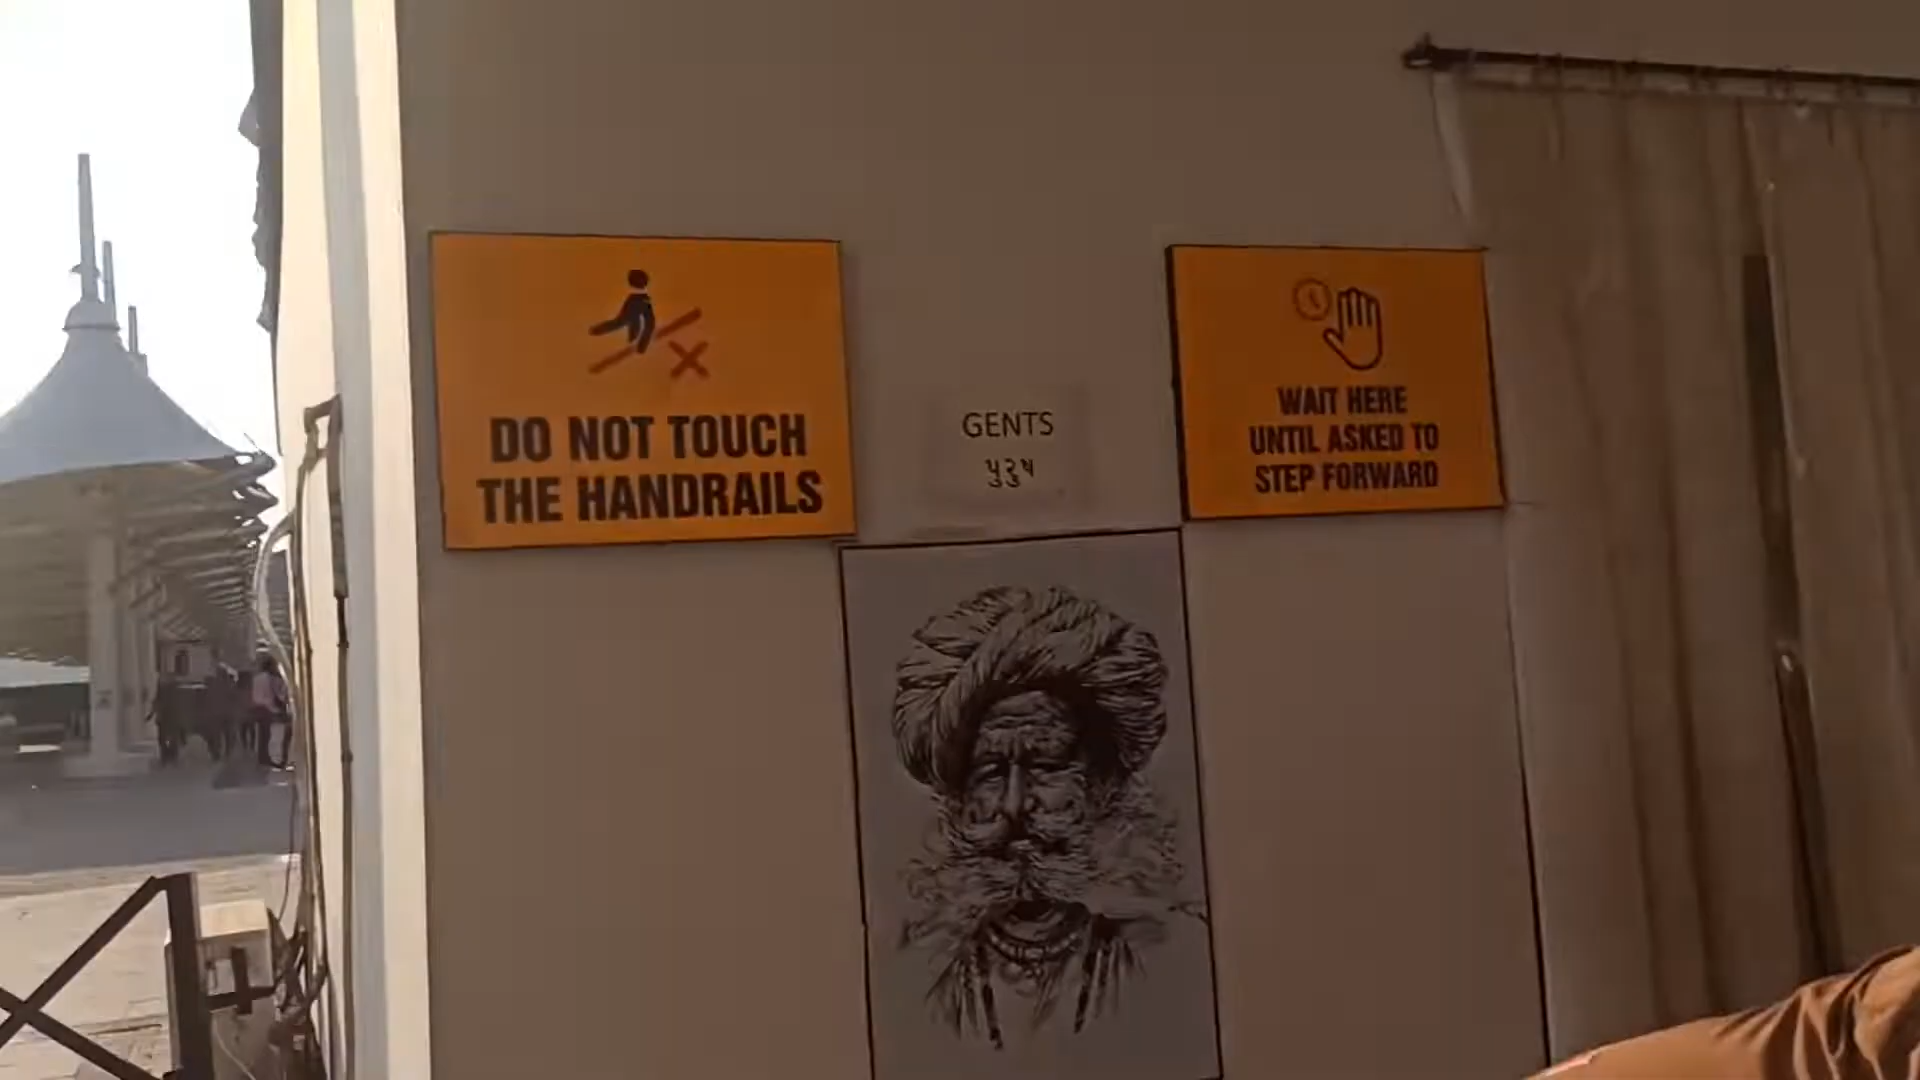 DO NOT TOUCH
THE HANDRAILS
GENTS
પુરુષ
WAIT HERE
UNTIL ASKED TO
STEP FORWARD